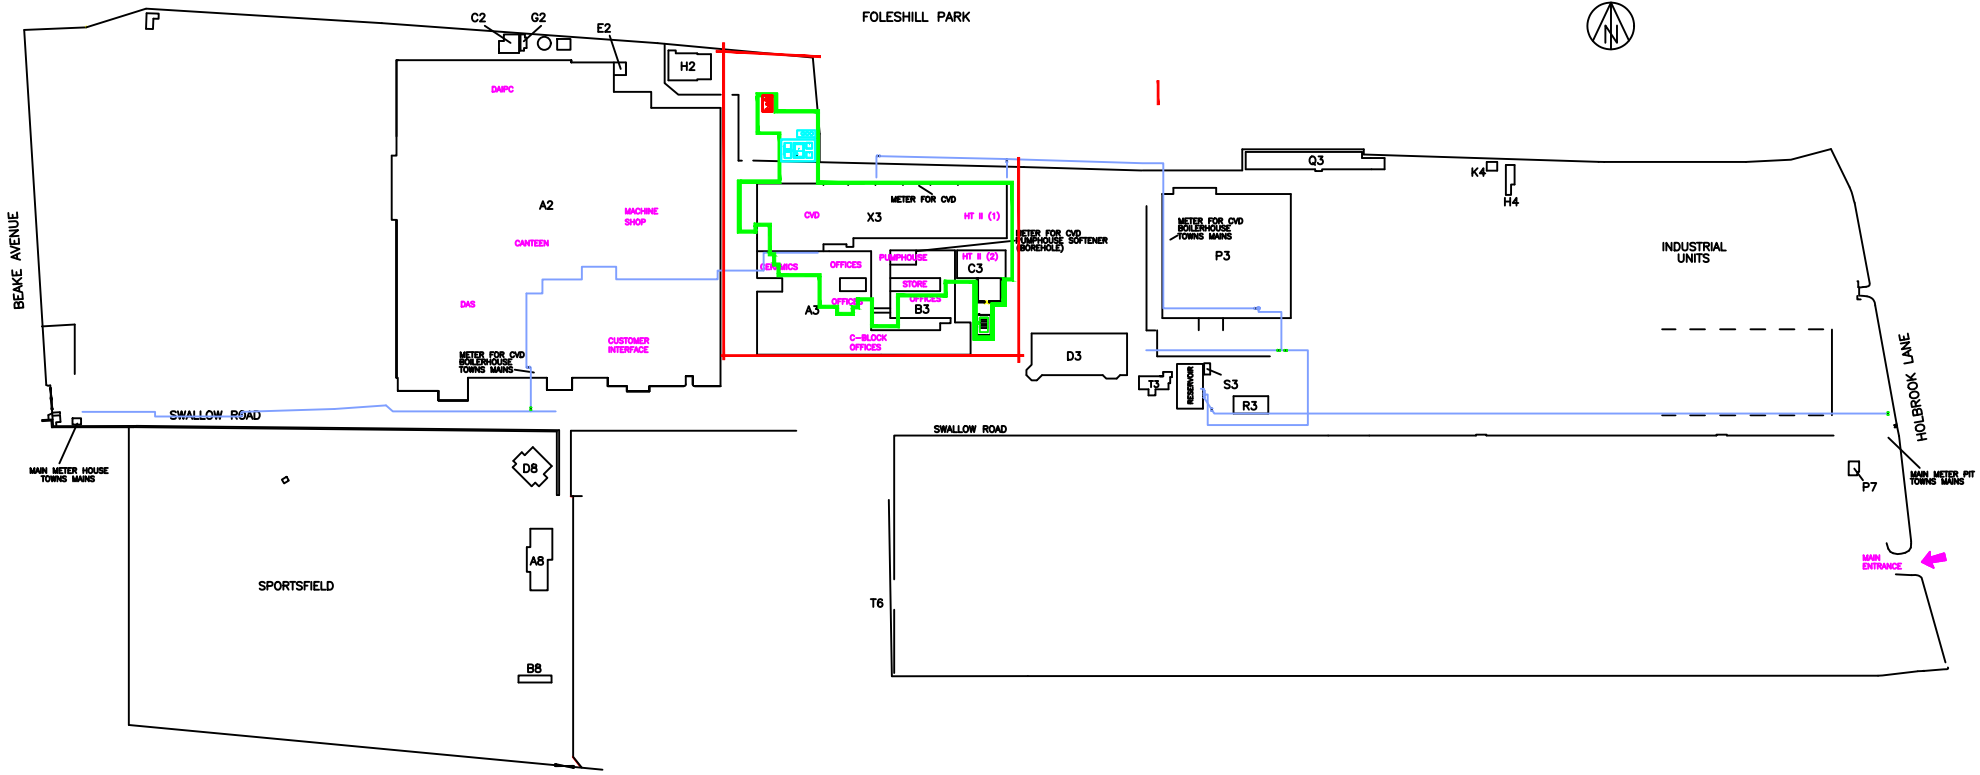 FOLESHILL PARK
C2
G2
E2
H2
N
DAIPC
Q3
K4
H4
A2
MACHINE
SHOP
CANTEEN
DAS
CUSTOMER
INTERFACE
METER FOR CVD
BOILERHOUSE
TOWNS MAINS
METER FOR CVD
CVD
X3
HT II (1)
METER FOR CVD
PUMPHOUSE SOFTENER
(BOREHOLE)
CERAMICS
OFFICES
PUMPHOUSE
HT II (2)
C3
STORE
OFFICES
OFFICES
A3
B3
C-BLOCK
OFFICES
METER FOR CVD
BOILERHOUSE
TOWNS MAINS
P3
INDUSTRIAL
UNITS
BEAKE AVENUE
HOLBROOK LANE
D3
T3
RESERVOIR
S3
R3
SWALLOW ROAD
SWALLOW ROAD
MAIN METER HOUSE
TOWNS MAINS
MAIN METER PIT
TOWNS MAINS
P7
D8
A8
B8
SPORTSFIELD
T6
MAIN
ENTRANCE